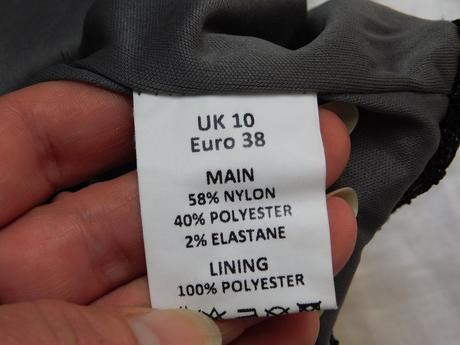 UK 10
Euro 38
MAIN
58% NYLON
40% POLYESTER
2% ELASTANE
LINING
100% POLYESTER